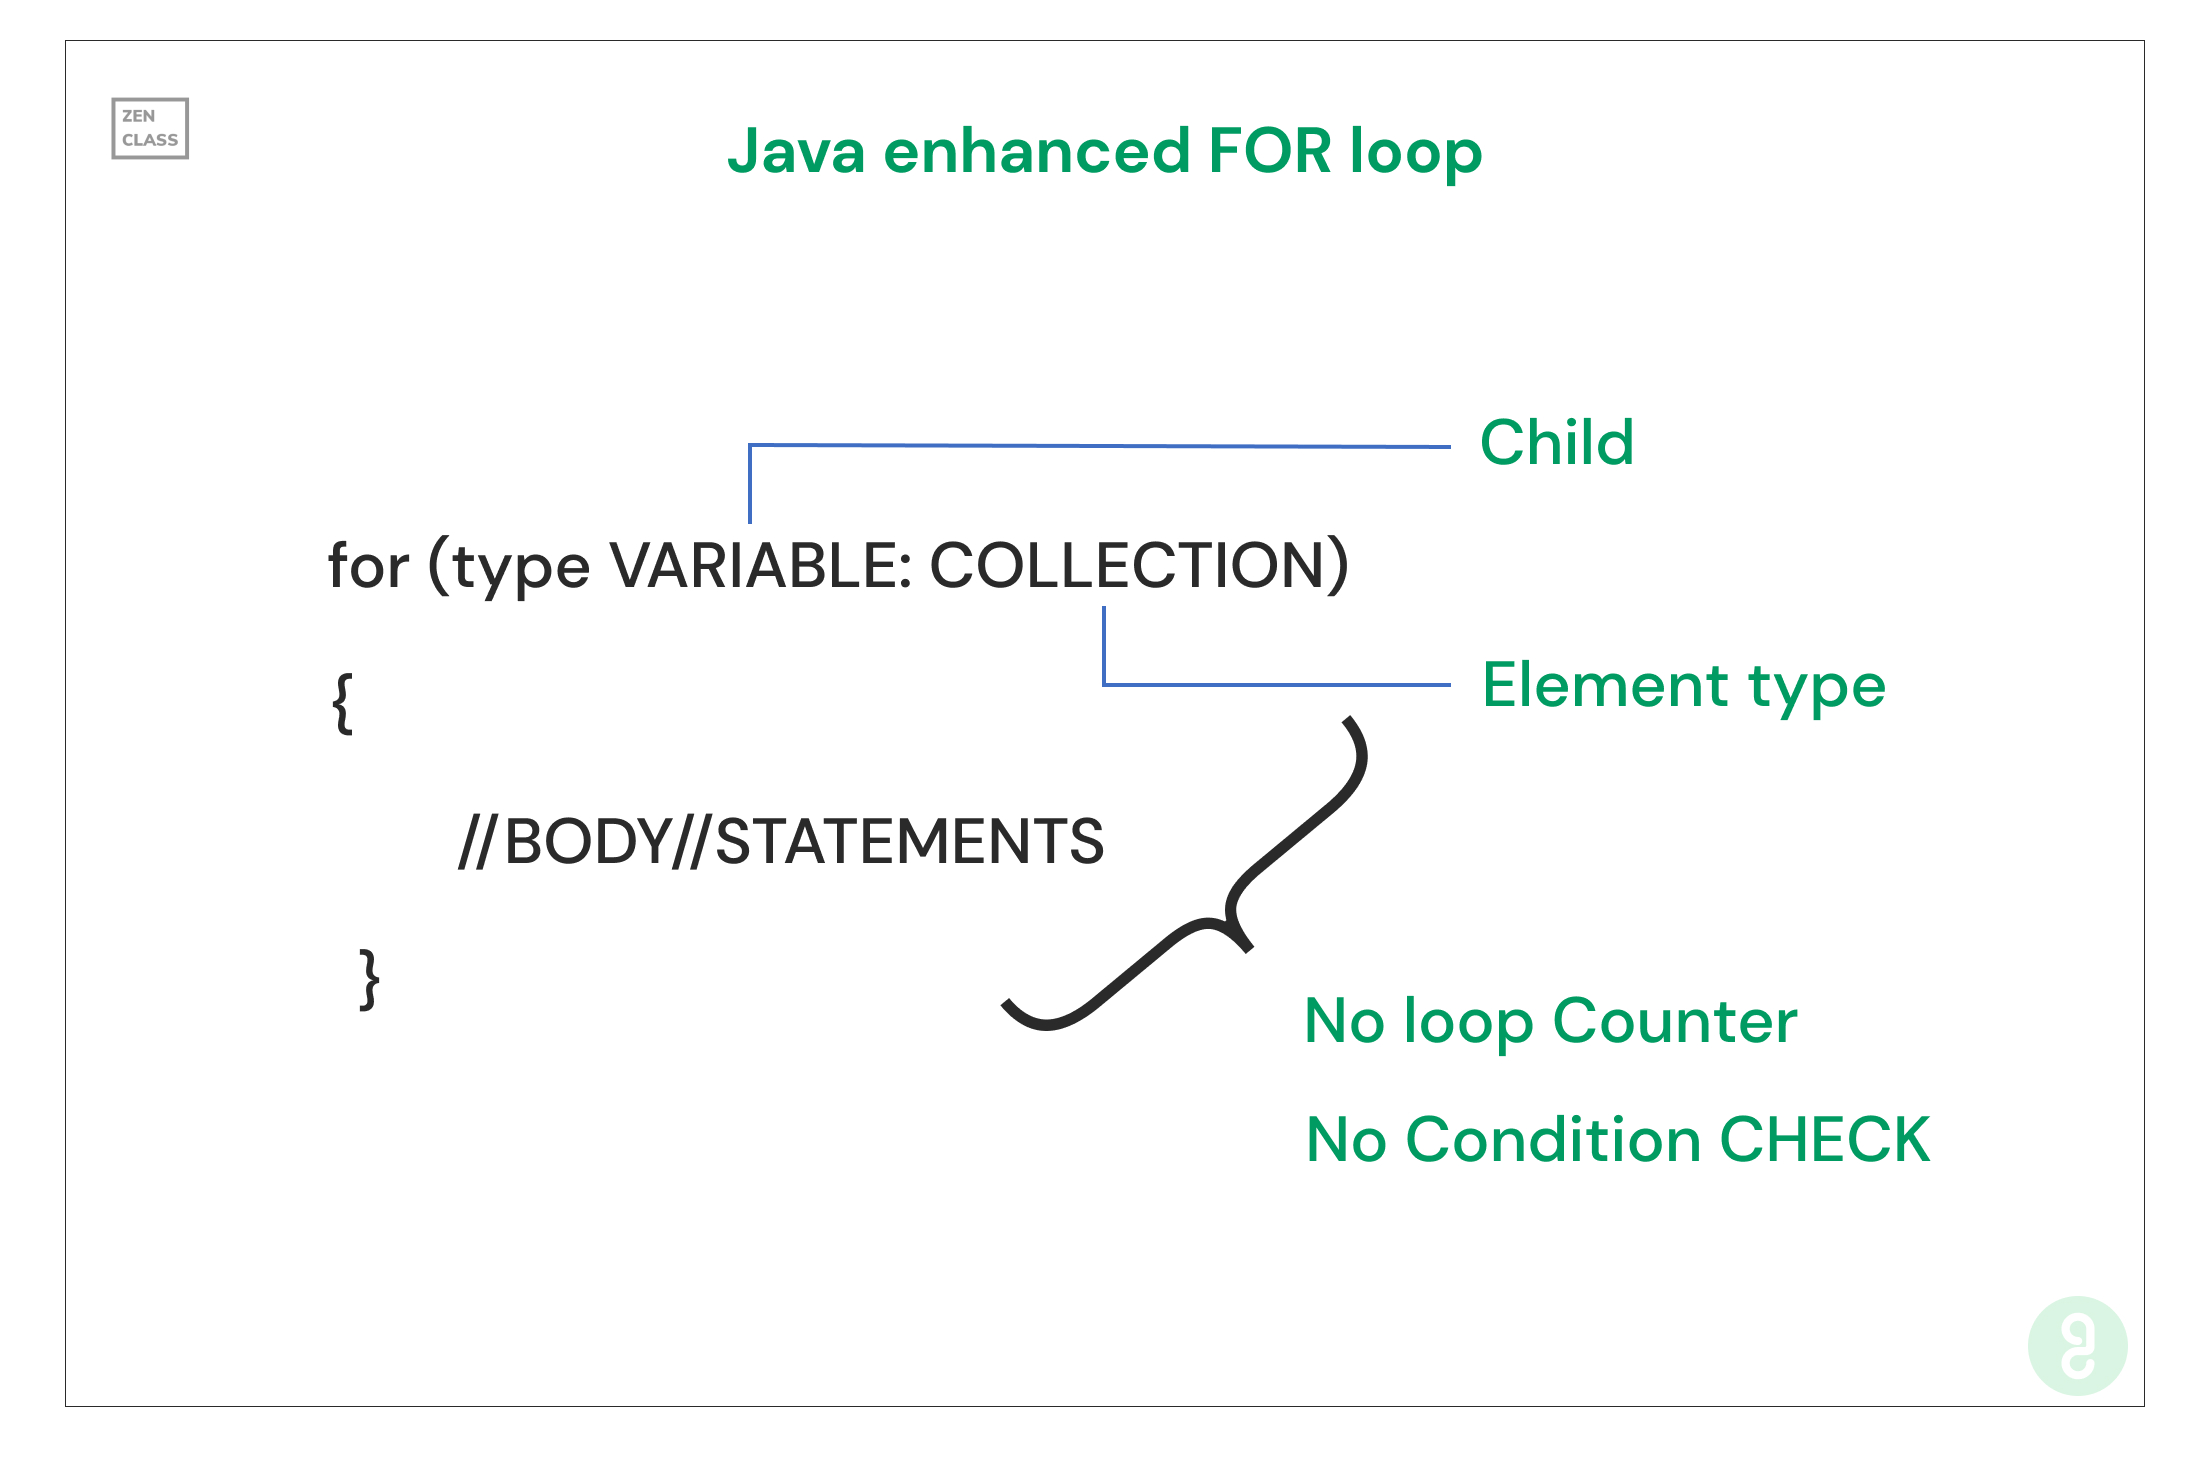 ZEN
CLASS
Java enhanced FOR loop
Child
for (type VARIABLE: COLLECTION)
Element type
{
//BODY//STATEMENTS
}
No loop Counter
No Condition CHECK